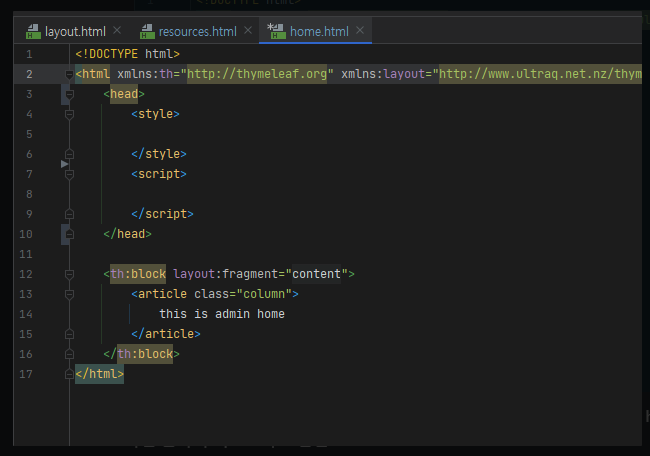 <!DOCTYPE html>
layout.html resources.html home.html
1 <!DOCTYPE html>
2 <html xmlns:th="http://thymeleaf.org" xmlns:layout="http://www.ultraq.net.nz/thym
3 <head>
4 <style>
6 </style>
7 <script>
8
9 </script>
10 </head>
11
12 <th:block layout:fragment="content">
13 <article class="column">
14 this is admin home
15 </article>
16 </th:block>
17 </html>